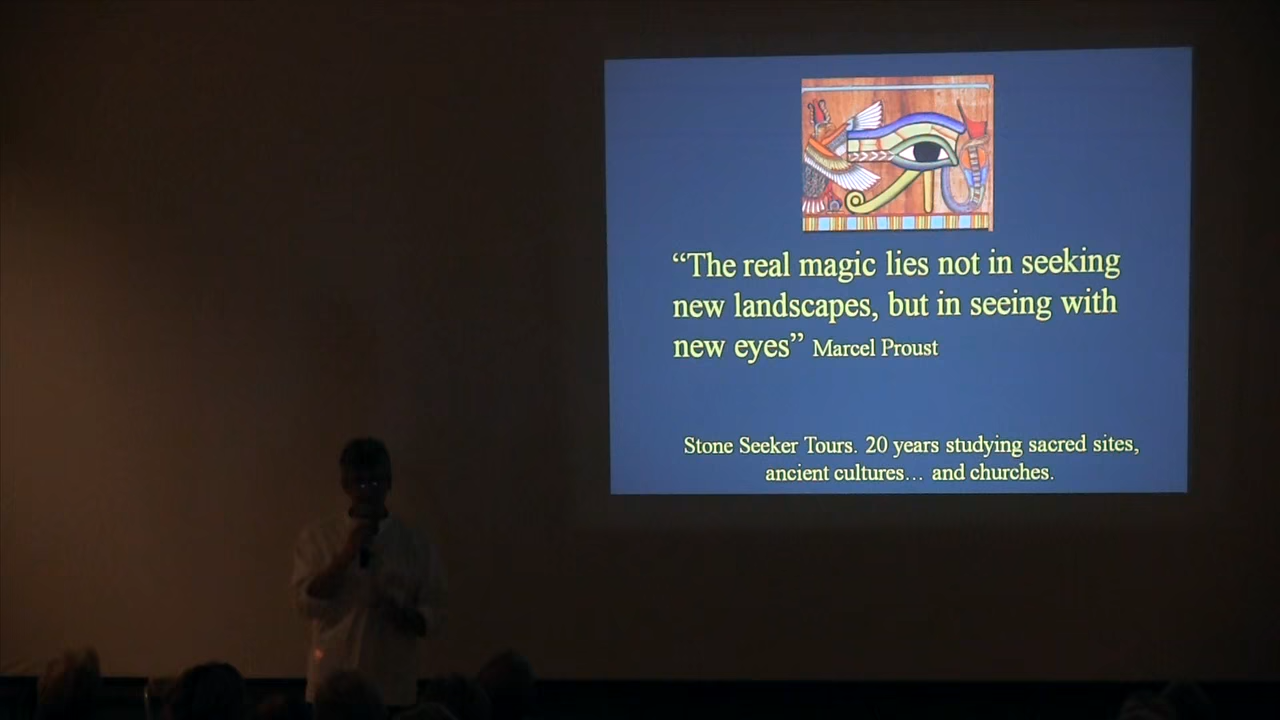 “The real magic lies not in seeking
new landscapes, but in seeing with
new eyes” Marcel Proust
Stone Seeker Tours. 20 years studying sacred sites,
ancient cultures… and churches.